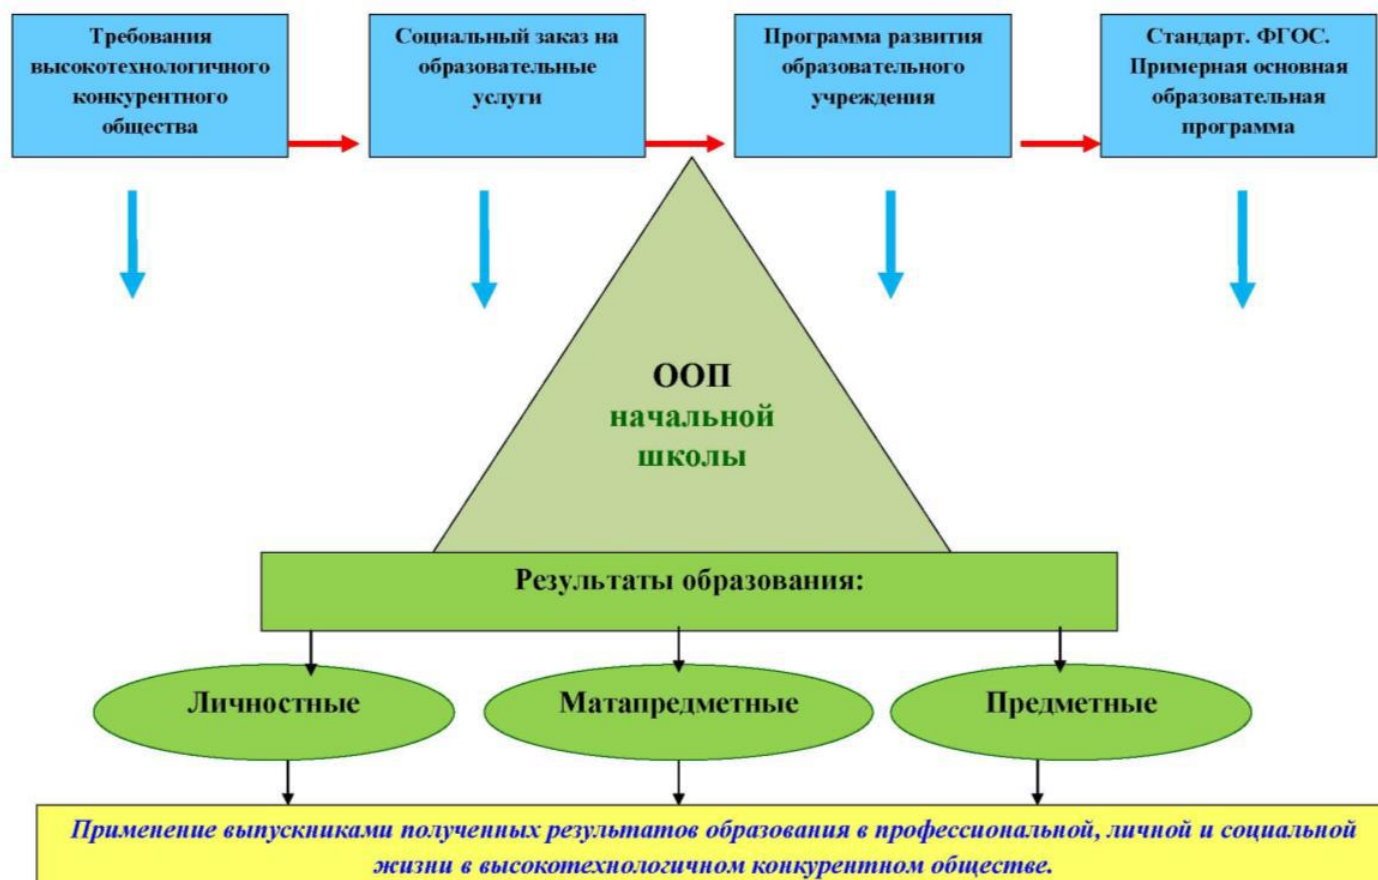 Требования
высокотехнологичного
конкурентного
общества
Социальный заказ на
образовательные
услуги
Программа развития
образовательного
учреждения
Стандарт. ФГОС.
Примерная основная
образовательная
программа
ООП
начальной
школы
Результаты образования:
Личностные
Матапредметные
Предметные
Применение выпускниками полученных результатов образования в профессиональной, личной и социальной
жизни в высокотехнологичном конкурентном обществе.